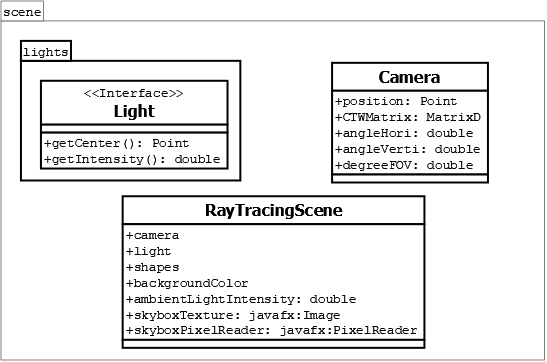 scene
lights
<<Interface>>
Light
+getCenter(): Point
+getIntensity(): double
Camera
+position: Point
+CTWMatrix: MatrixD
+angleHori: double
+angleVerti: double
+degreeFOV: double
RayTracingScene
+camera
+light
+shapes
+backgroundColor
+ambientLightIntensity: double
+skyboxTexture: javafx:Image
+skyboxPixelReader: javafx:PixelReader